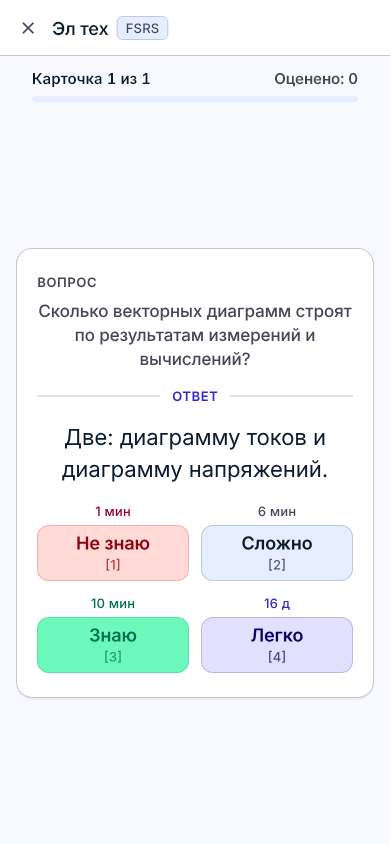 Эл тех FSRS
Карточка 1 из 1 Оценено: 0
ВОПРОС
Сколько векторных диаграмм строят
по результатам измерений и
вычислений?
ОТВЕТ
Две: диаграмму токов и
диаграмму напряжений.
1 мин 6 мин
Не знаю Сложно
[1] [2]
10 мин 16 д
Знаю Легко
[3] [4]